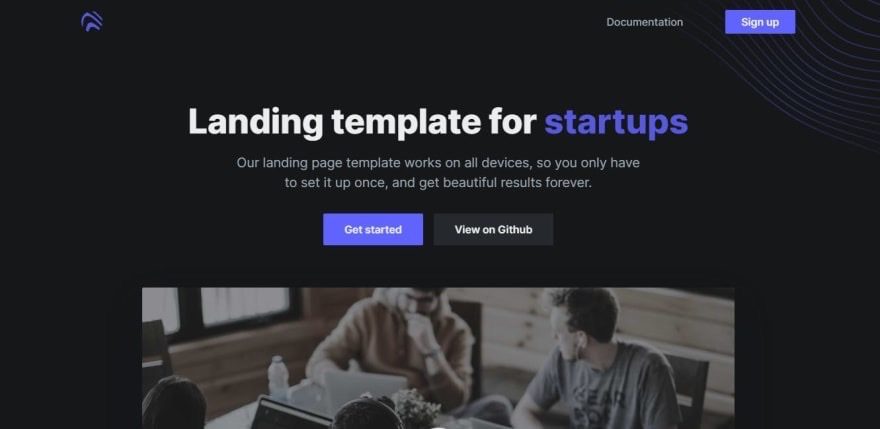 Documentation
Sign up
Landing template for startups
Our landing page template works on all devices, so you only have
to set it up once, and get beautiful results forever.
Get started
View on Github
GEAR